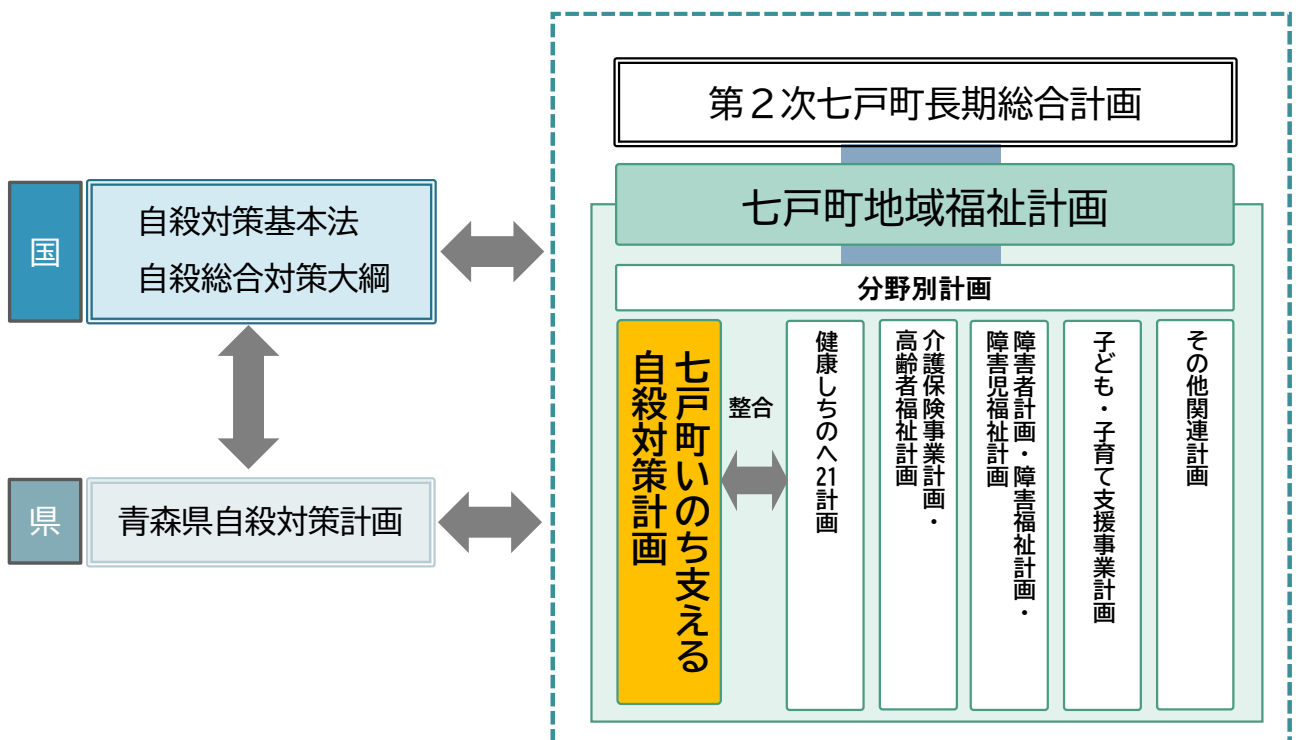 第２次七戸町長期総合計画
七戸町地域福祉計画
分野別計画
国
自殺対策基本法
自殺総合対策大綱
県
青森県自殺対策計画
七戸町いのち支える
自殺対策計画
整合
健康しちのへ21計画
介護保険事業計画・
高齢者福祉計画
障害者計画・障害福祉計画・
障害児福祉計画
子ども・子育て支援事業計画
その他関連計画